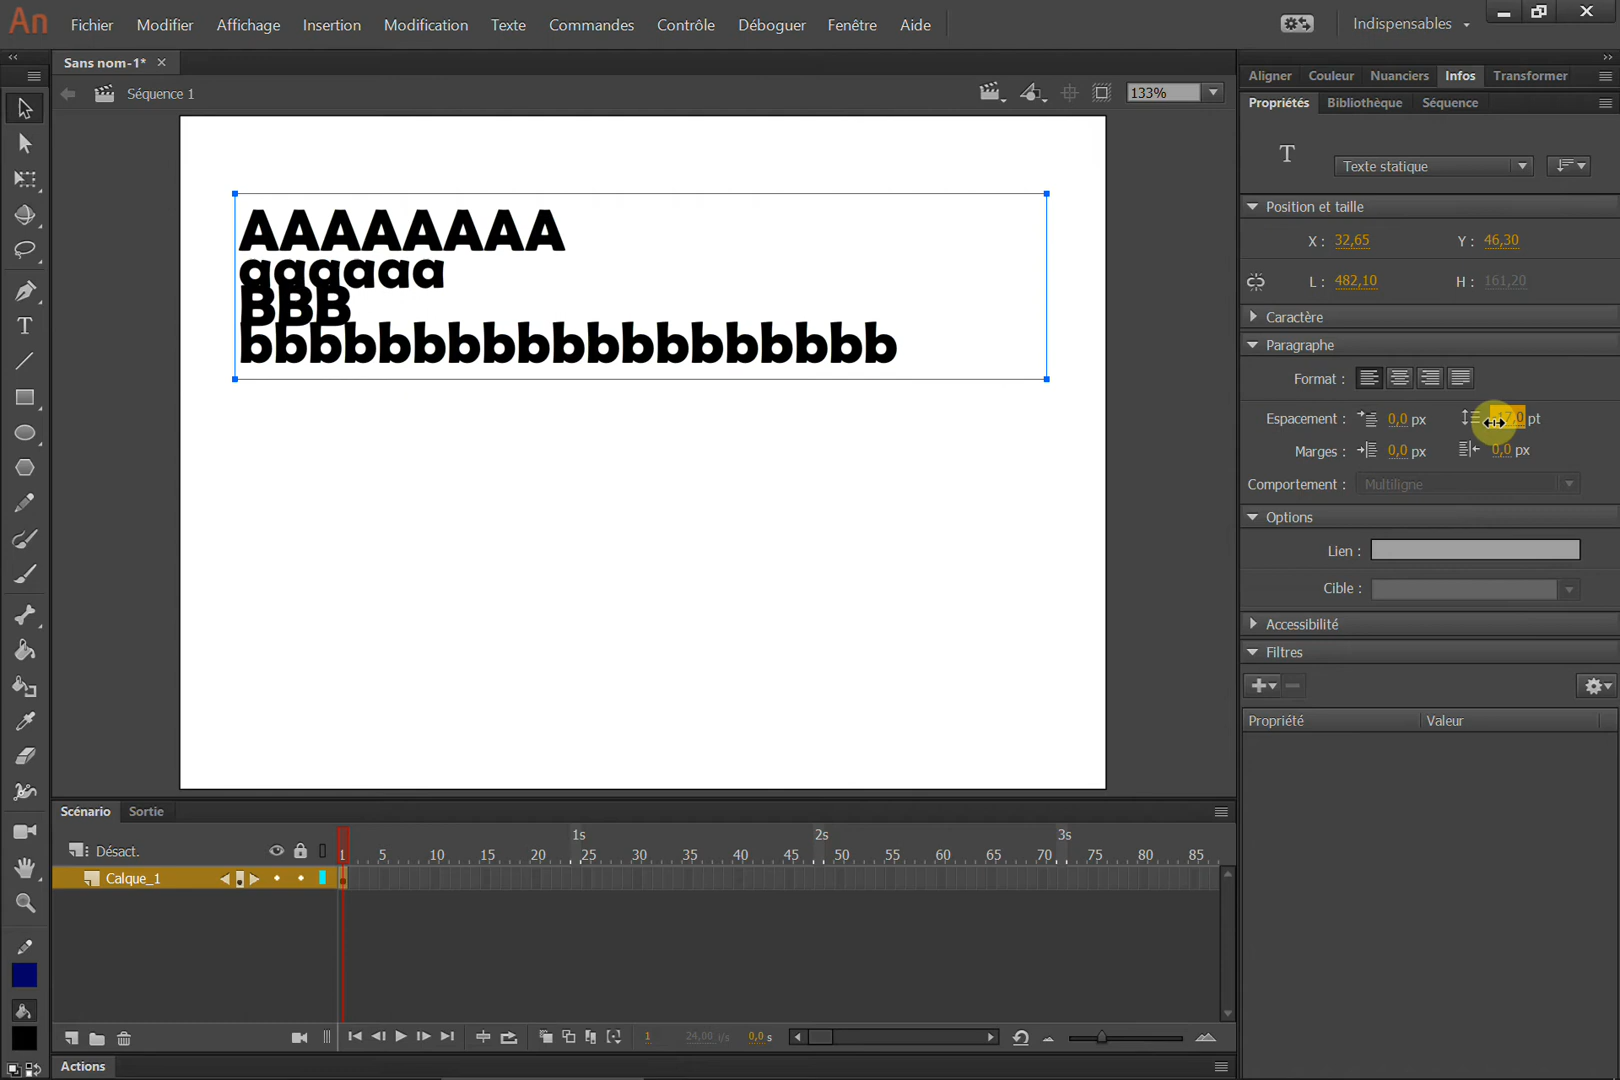 An Fichier Modifier Affichage Insertion Modification Texte Commandes Contrôle Déboguer Fenêtre Aide Indispensables
Sans nom-1*
Séquence 1 133%
AAAAAAAA
aaaaaa
BBB
bbbbbbbbbbbbbbbbbbb
Aligner Couleur Nuanciers Infos Transformer
Propriétés Bibliothèque Séquence
T Texte statique
Position et taille
X : 32,65 Y : 46,30
L : 482,10 H : 161,20
Caractère
Paragraphe
Format :
Espacement : 0,0 px pt
Marges : 0,0 px 0,0 px
Comportement : Multiligne
Options
Lien :
Cible :
Accessibilité
Filtres
Propriété Valeur
Scénario Sortie
1s 2s 3s
Désact. 1 5 10 15 20 25 30 35 40 45 50 55 60 65 70 75 80 85
Calque_1
1 24,00 i/s 0,0 s
Actions